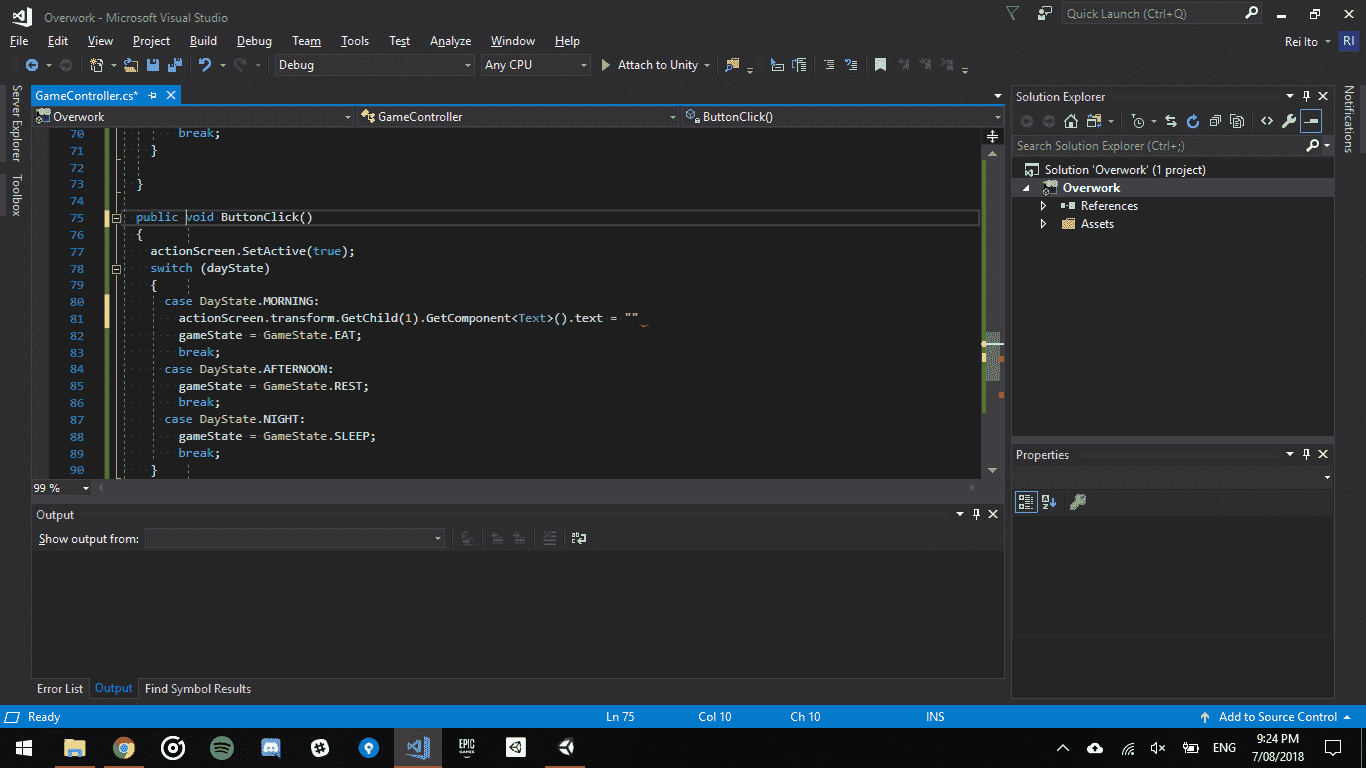 Overwork - Microsoft Visual Studio
Quick Launch (Ctrl+Q)
File Edit View Project Build Debug Team Tools Test Analyze Window Help
Rei Ito RI
Debug Any CPU Attach to Unity
Server Explorer
Toolbox
GameController.cs*
Overwork GameController ButtonClick()
70 break;
71 }
72
73 }
74
75 public void ButtonClick()
76 {
77 actionScreen.SetActive(true);
78 switch (dayState)
79 {
80 case DayState.MORNING:
81 actionScreen.transform.GetChild(1).GetComponent<Text>().text = ""
82 gameState = GameState.EAT;
83 break;
84 case DayState.AFTERNOON:
85 gameState = GameState.REST;
86 break;
87 case DayState.NIGHT:
88 gameState = GameState.SLEEP;
89 break;
90 }
99 %
Output
Show output from:
Error List Output Find Symbol Results
Solution Explorer
Search Solution Explorer (Ctrl+;)
Solution 'Overwork' (1 project)
Overwork
References
Assets
Properties
Notifications
Ready Ln 75 Col 10 Ch 10 INS Add to Source Control
EPIC
GAMES
ENG
9:24 PM
7/08/2018